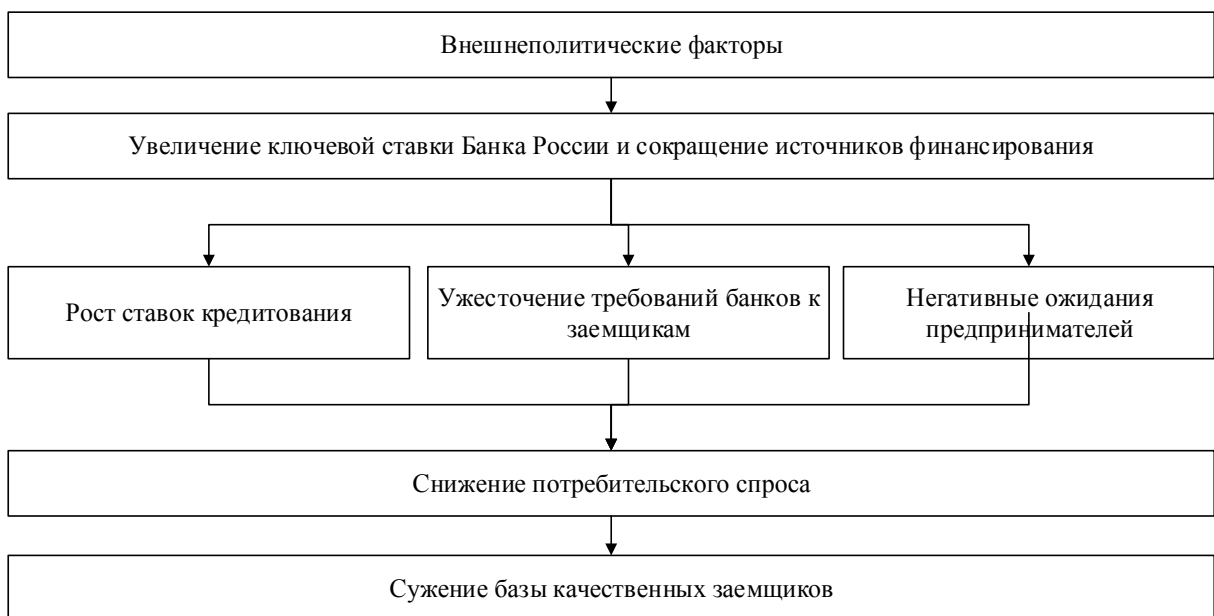 Внешнеполитические факторы
Увеличение ключевой ставки Банка России и сокращение источников финансирования
Рост ставок кредитования
Ужесточение требований банков к
заемщикам
Негативные ожидания
предпринимателей
Снижение потребительского спроса
Сужение базы качественных заемщиков